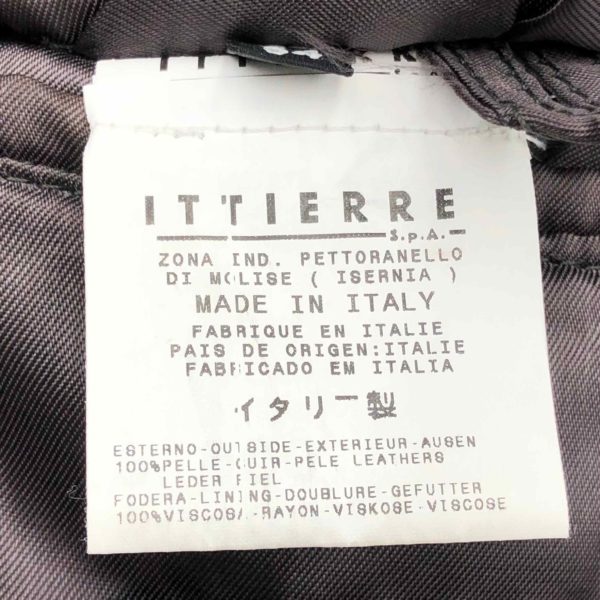 ITTIERRE
S.p.A.
ZONA IND. PETTORANELLO
DI MOLISE ( ISERNIA )
MADE IN ITALY
FABRIQUE EN ITALIE
PAIS DE ORIGEN:ITALIE
FABRICADO EM ITALIA
イタリー製
ESTERNO-OUTSIDE-EXTERIEUR-AUSEN
100%PELLE-CUIR-PELE LEATHERS
LEDER PIEL
FODERA-LINING-DOUBLURE-GEFUTTER
100%VISCOSA-RAYON-VISKOSE-VISCOSE